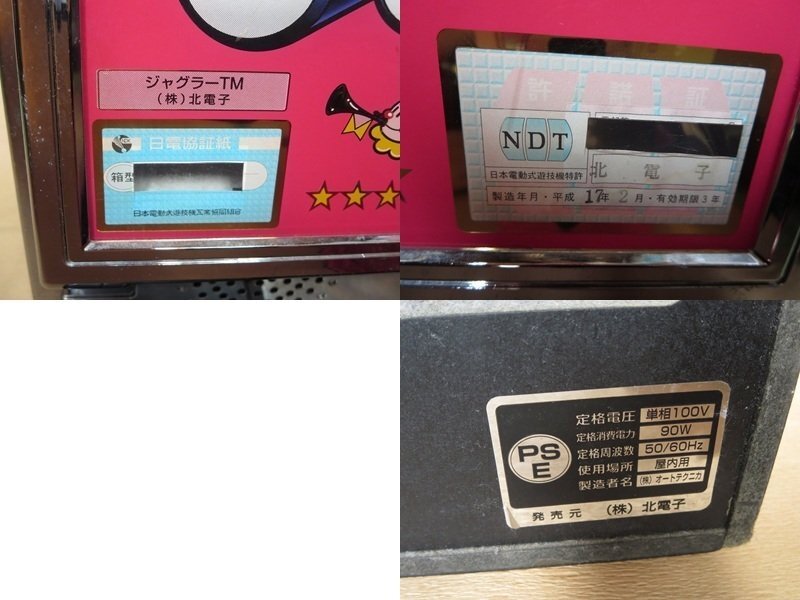 ジャグラーTM
(株)北電子
日電協証紙
箱型
日本電動式遊技機工業協同組合
許 証
NDT
北電子
日本電動式遊技機特許
製造年月・平成 17年 2月・有効期限3年
PSE
定格電圧 単相100V
定格消費電力 90W
定格周波数 50/60Hz
使用場所 屋内用
製造者名 (株)オートテクニカ
発売元 (株)北電子